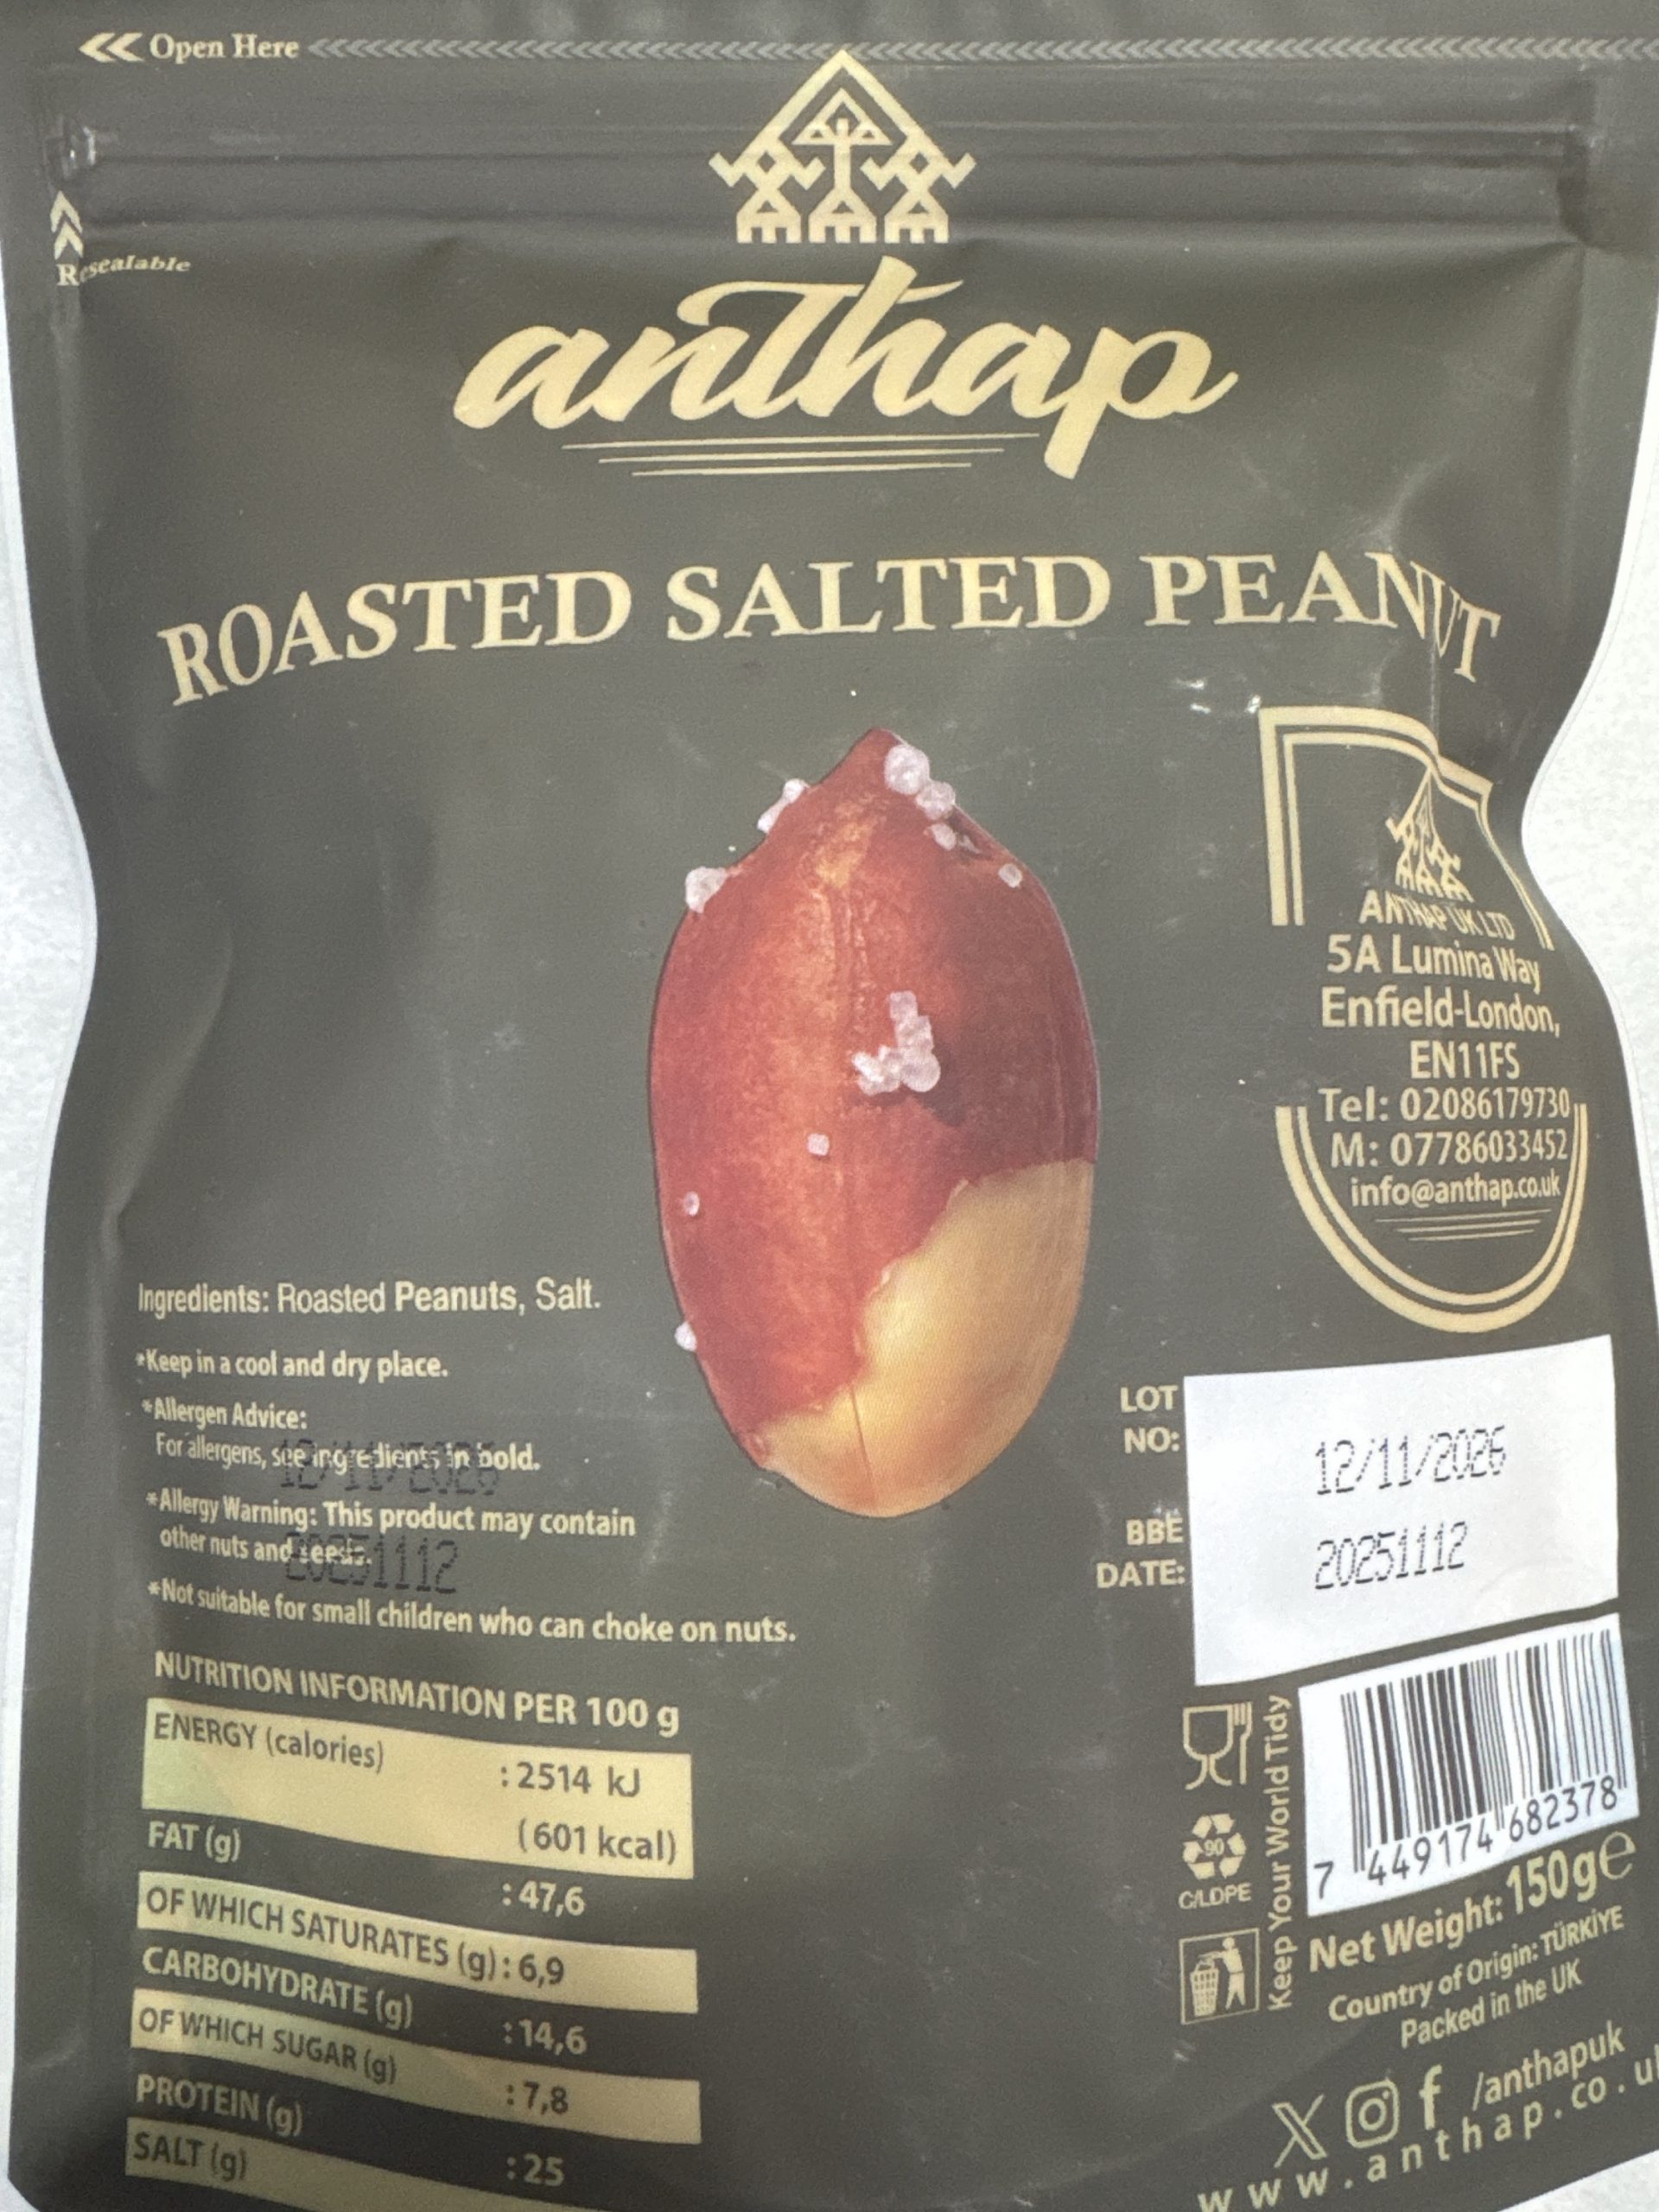 Open Here
Resealable
anthap
ROASTED SALTED PEANUT
ANTHAP UK LTD
5A Lumina Way
Enfield-London,
EN11FS
Tel: 02086179730
M: 07786033452
info@anthap.co.uk
Ingredients: Roasted Peanuts, Salt.
*Keep in a cool and dry place.
*Allergen Advice:
For allergens, see ingredients in bold.
12/11/2026
*Allergy Warning: This product may contain
other nuts and seeds.
20251112
*Not suitable for small children who can choke on nuts.
NUTRITION INFORMATION PER 100 g
ENERGY (calories) : 2514 kJ
(601 kcal)
FAT (g) : 47,6
OF WHICH SATURATES (g) : 6,9
CARBOHYDRATE (g) : 14,6
OF WHICH SUGAR (g) : 7,8
PROTEIN (g) : 25
SALT (g)
LOT
NO:
12/11/2026
BBE
DATE:
20251112
90
C/LDPE
Keep Your World Tidy
7 449174 682378
Net Weight: 150g e
Country of Origin: TÜRKİYE
Packed in the UK
/anthapuk
www.anthap.co.u